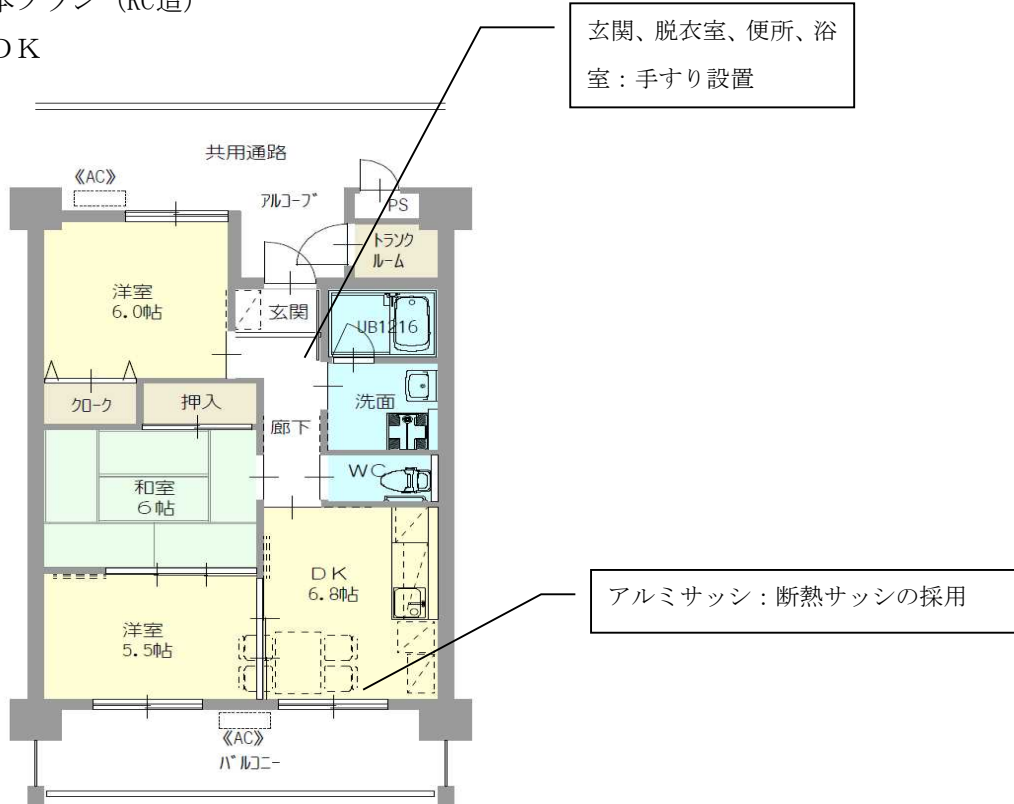 本プラン (RC造)
DK
玄関、脱衣室、便所、浴
室：手すり設置
共用通路
《AC》
アルコーブ
PS
トランク
ルーム
洋室
6.0帖
玄関
UB1216
クローク
押入
洗面
廊下
和室
6帖
WC
DK
6.8帖
アルミサッシ：断熱サッシの採用
洋室
5.5帖
《AC》
バルコニー